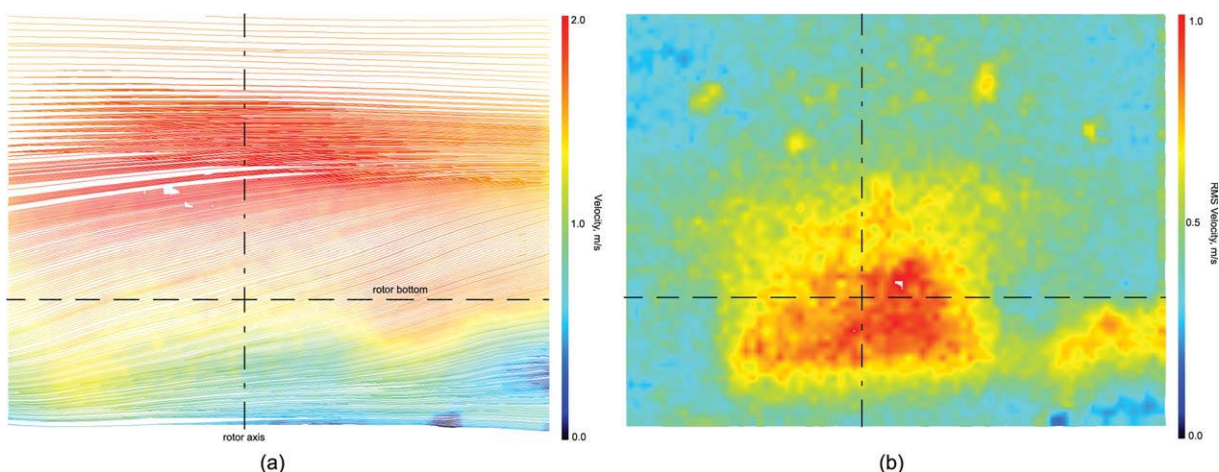 2.0
Velocity, m/s
1.0
rotor bottom
0.0
rotor axis
(a)
1.0
RMS Velocity, m/s
0.5
0.0
(b)